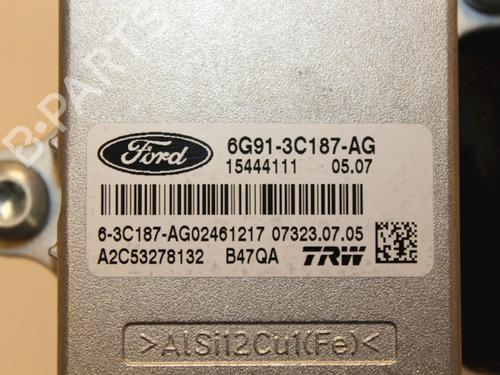 Ford
6G91-3C187-AG
15444111 05.07
6-3C187-AG02461217 07323.07.05
A2C53278132 B47QA TRW
>AlSi12Cu1(Fe)<
B-PARTS